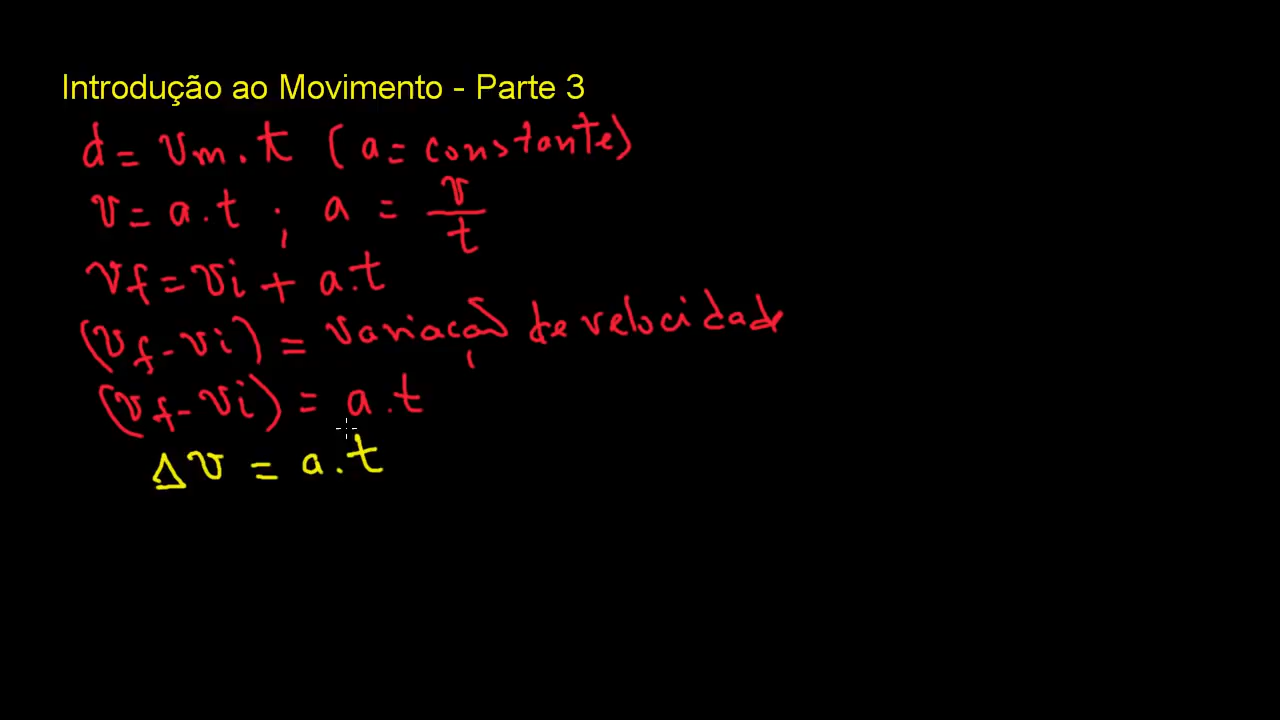 Introdução ao Movimento - Parte 3
d = vm.t (a = constante)
v = a.t ; a = v/t
vf = vi + a.t
(vf - vi) = variação de velocidade
(vf - vi) = a.t
Δv = a.t